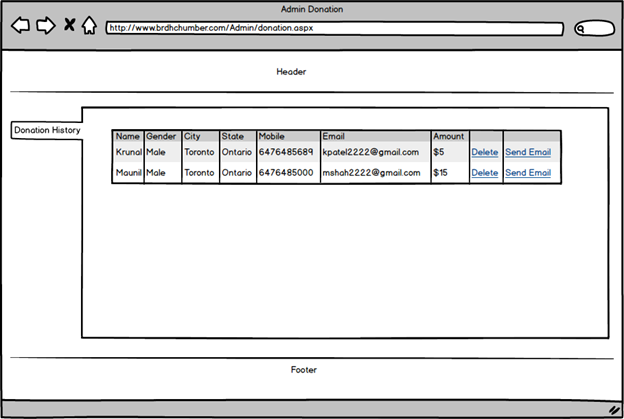 Admin Donation
http://www.brdhchumber.com/Admin/donation.aspx
Header
Donation History
Name Gender City State Mobile Email Amount
Krunal Male Toronto Ontario 6476485689 kpatel2222@gmail.com $5 Delete Send Email
Maunil Male Toronto Ontario 6476485000 mshah2222@gmail.com $15 Delete Send Email
Footer